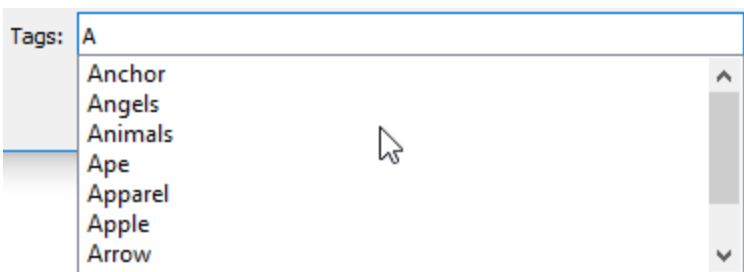 Tags: A
Anchor
Angels
Animals
Ape
Apparel
Apple
Arrow